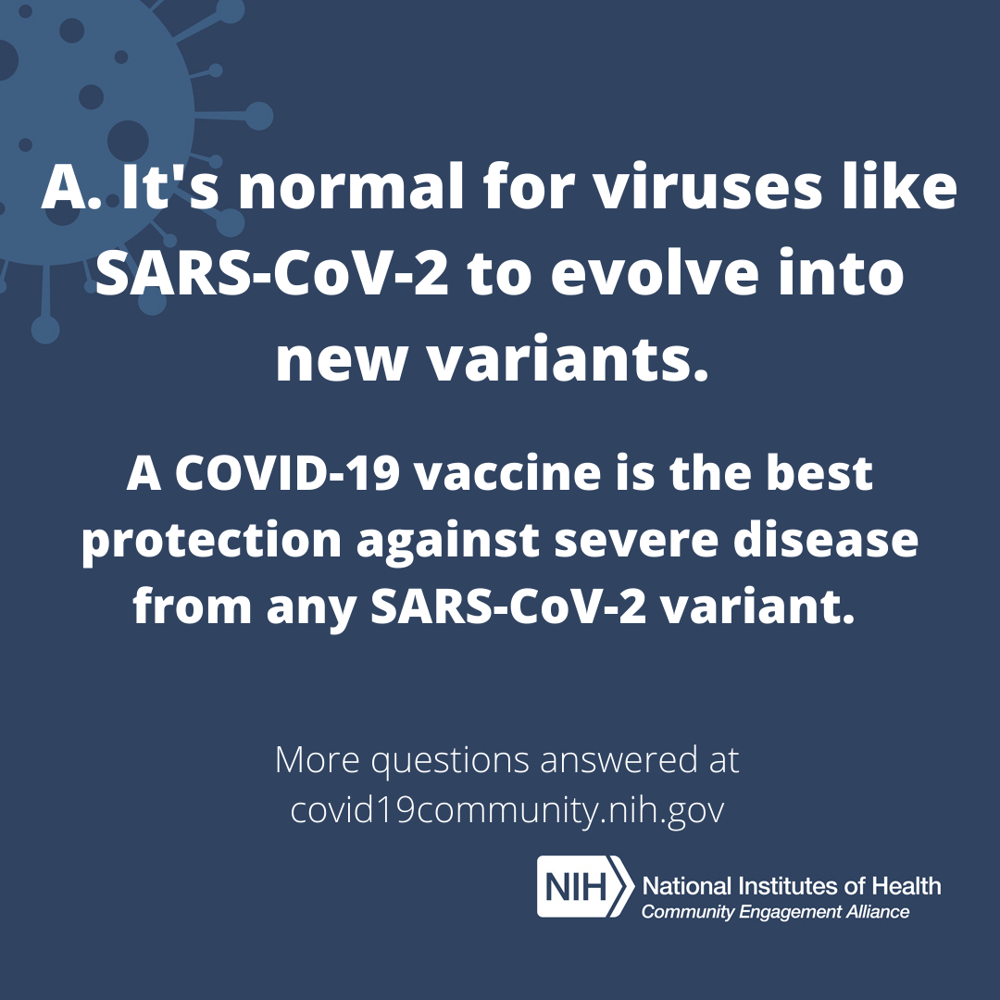 A. It's normal for viruses like
SARS-CoV-2 to evolve into
new variants.
A COVID-19 vaccine is the best
protection against severe disease
from any SARS-CoV-2 variant.
More questions answered at
covid19community.nih.gov
NIH National Institutes of Health
Community Engagement Alliance